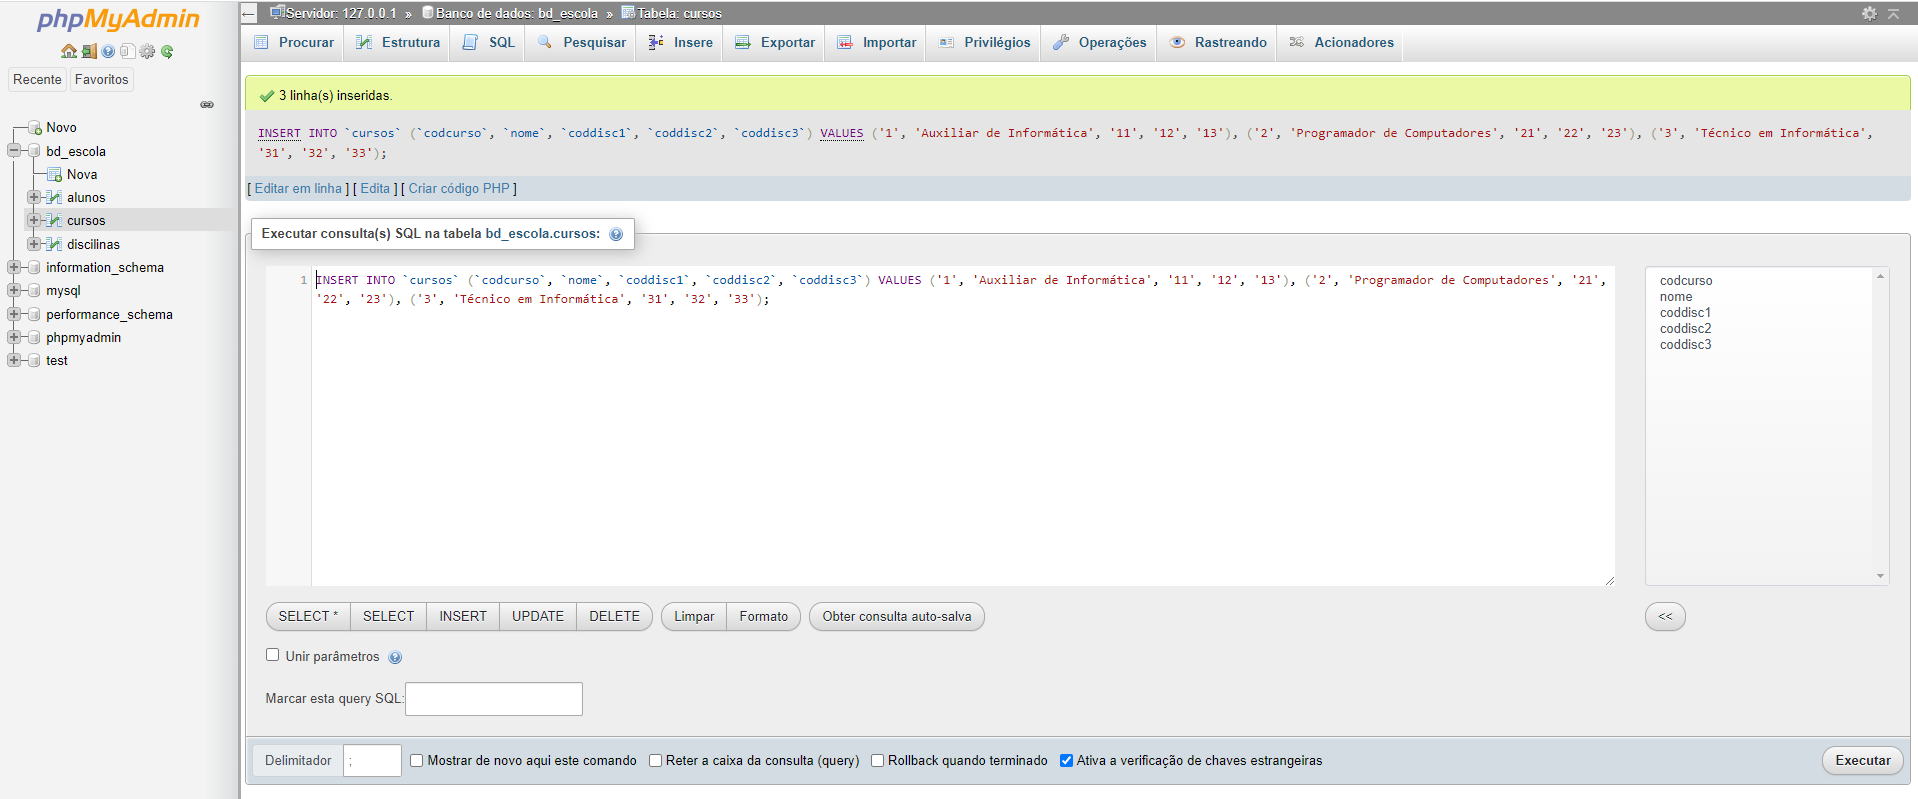 phpMyAdmin
Recente Favoritos
Novo
bd_escola
Nova
alunos
cursos
discilinas
information_schema
mysql
performance_schema
phpmyadmin
test
Servidor: 127.0.0.1 » Banco de dados: bd_escola » Tabela: cursos
Procurar Estrutura SQL Pesquisar Insere Exportar Importar Privilégios Operações Rastreando Acionadores
3 linha(s) inseridas.
INSERT INTO `cursos` (`codcurso`, `nome`, `coddisc1`, `coddisc2`, `coddisc3`) VALUES ('1', 'Auxiliar de Informática', '11', '12', '13'), ('2', 'Programador de Computadores', '21', '22', '23'), ('3', 'Técnico em Informática',
'31', '32', '33');
[ Editar em linha ] [ Edita ] [ Criar código PHP ]
Executar consulta(s) SQL na tabela bd_escola.cursos:
1 INSERT INTO `cursos` (`codcurso`, `nome`, `coddisc1`, `coddisc2`, `coddisc3`) VALUES ('1', 'Auxiliar de Informática', '11', '12', '13'), ('2', 'Programador de Computadores', '21',
'22', '23'), ('3', 'Técnico em Informática', '31', '32', '33');
codcurso
nome
coddisc1
coddisc2
coddisc3
SELECT * SELECT INSERT UPDATE DELETE Limpar Formato Obter consulta auto-salva <<
Unir parâmetros
Marcar esta query SQL:
Delimitador ; Mostrar de novo aqui este comando Reter a caixa da consulta (query) Rollback quando terminado Ativa a verificação de chaves estrangeiras Executar